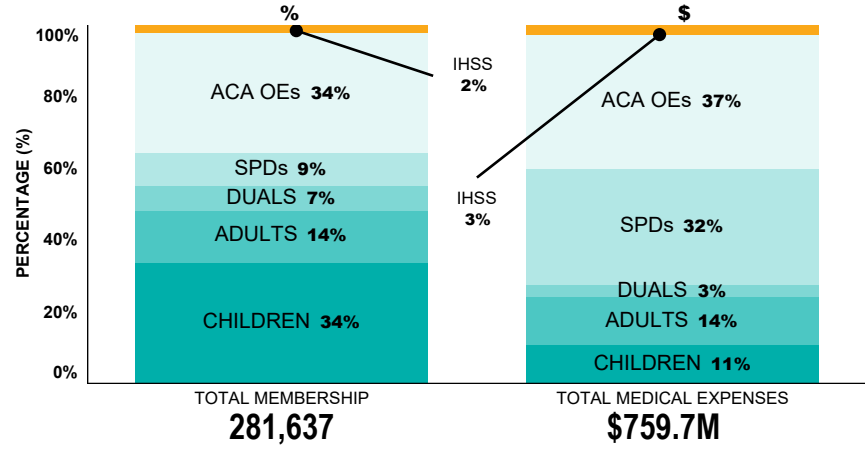 %
$
PERCENTAGE (%)
100%
80%
60%
40%
20%
0%
ACA OEs 34%
SPDs 9%
DUALS 7%
ADULTS 14%
CHILDREN 34%
IHSS
2%
IHSS
3%
ACA OEs 37%
SPDs 32%
DUALS 3%
ADULTS 14%
CHILDREN 11%
TOTAL MEMBERSHIP
281,637
TOTAL MEDICAL EXPENSES
$759.7M